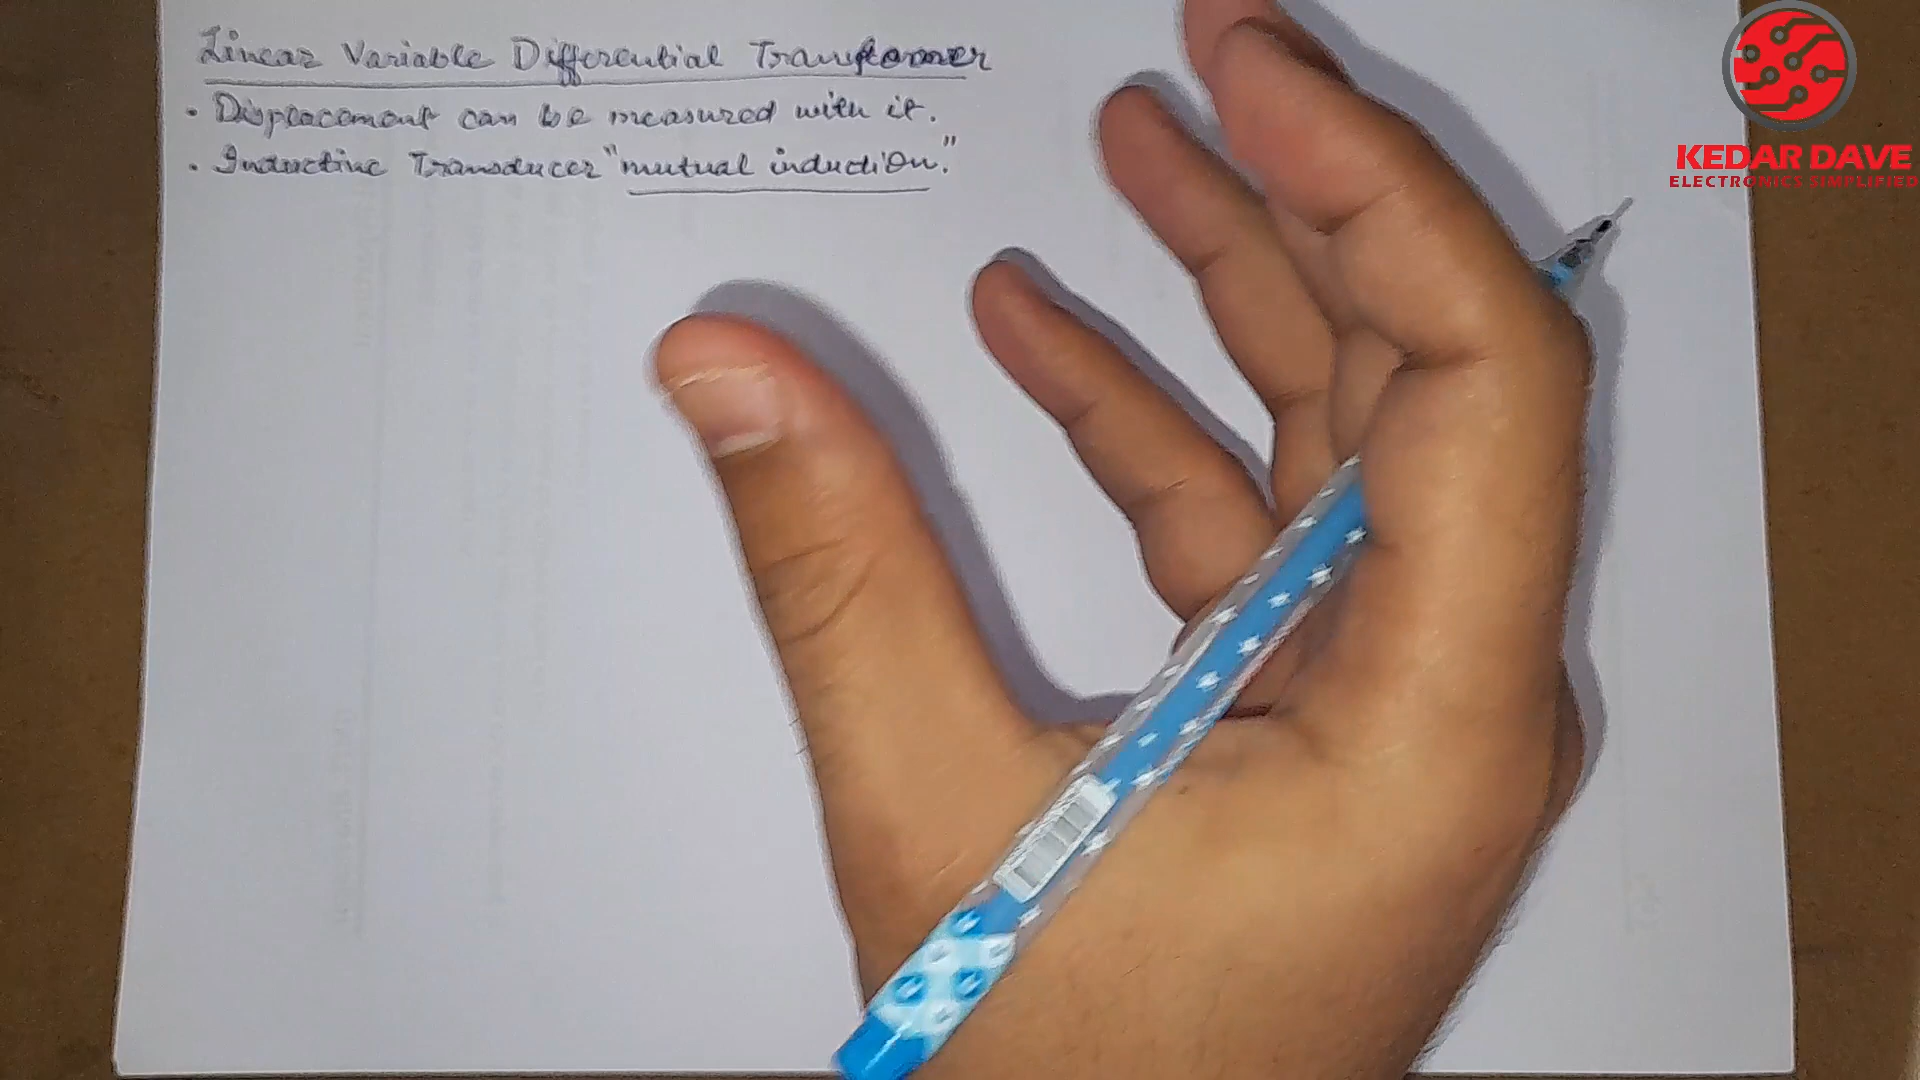 Linear Variable Differential Transformer
• Displacement can be measured with it.
• Inductive Transducer "mutual induction."
KEDAR DAVE
ELECTRONICS SIMPLIFIED